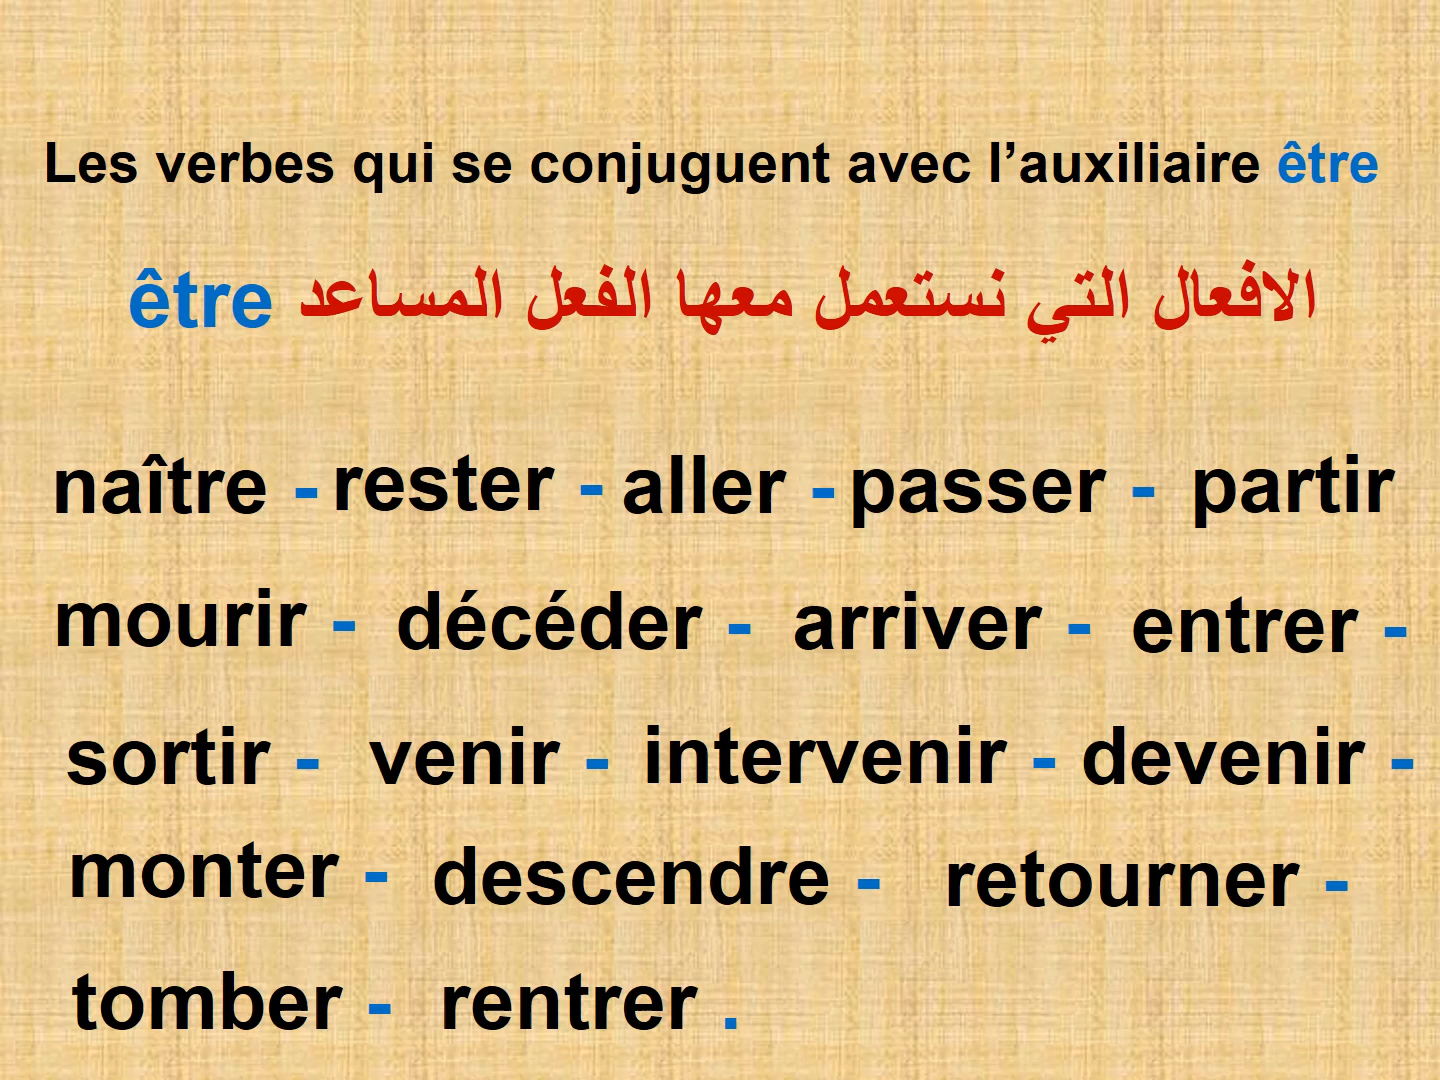 Les verbes qui se conjuguent avec l’auxiliaire être
الافعال التي نستعمل معها الفعل المساعد être
naître - rester - aller - passer - partir
mourir - décéder - arriver - entrer -
sortir - venir - intervenir - devenir -
monter - descendre - retourner -
tomber - rentrer .